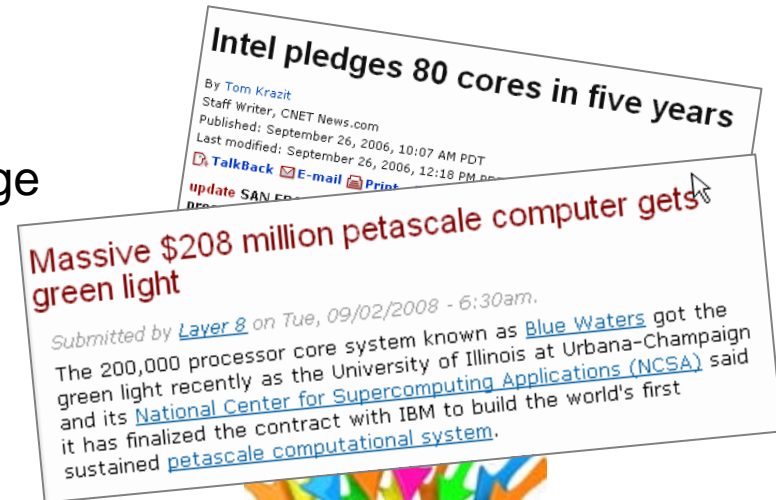 Intel pledges 80 cores in five years
By Tom Krazit
Staff Writer, CNET News.com
Published: September 26, 2006, 10:07 AM PDT
Last modified: September 26, 2006, 12:18 PM
TalkBack E-mail Print
update SAN
ge
Massive $208 million petascale computer gets
green light
Submitted by Layer 8 on Tue, 09/02/2008 - 6:30am.
The 200,000 processor core system known as Blue Waters got the
green light recently as the University of Illinois at Urbana-Champaign
and its National Center for Supercomputing Applications (NCSA) said
it has finalized the contract with IBM to build the world's first
sustained petascale computational system.